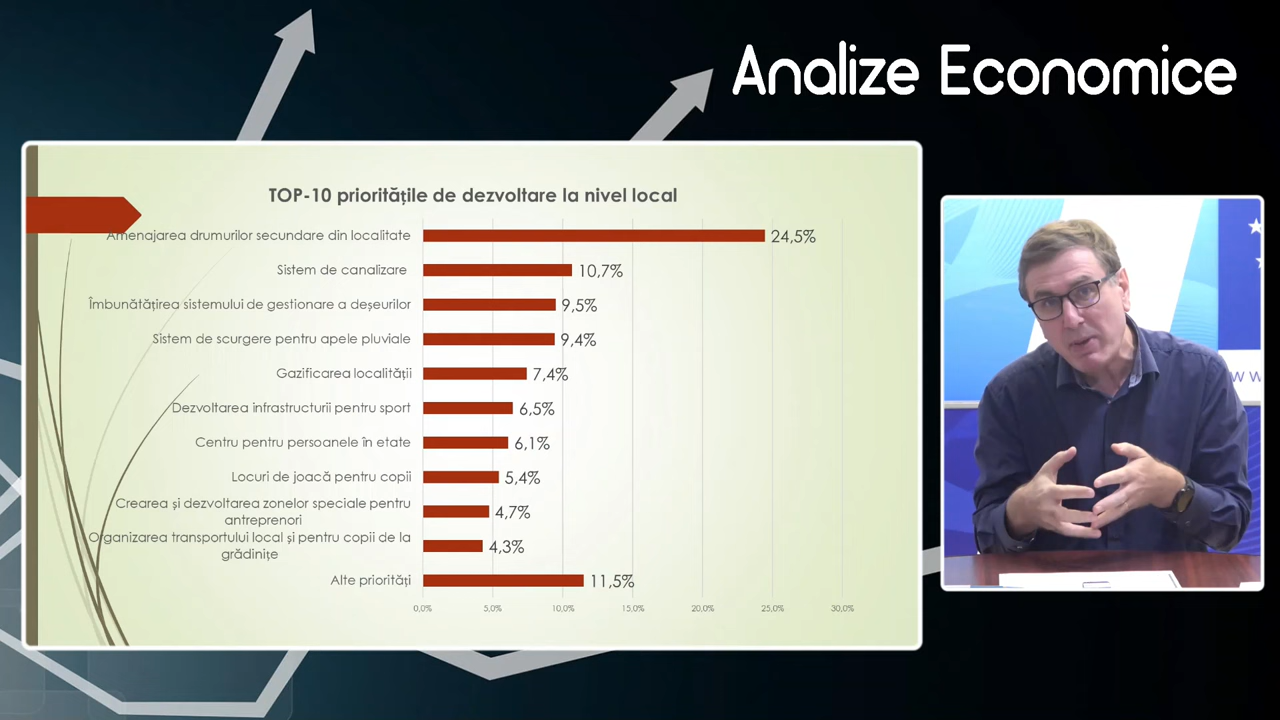 Analize Economice
TOP-10 prioritățile de dezvoltare la nivel local
Amenajarea drumurilor secundare din localitate
24,5%
Sistem de canalizare
10,7%
Îmbunătățirea sistemului de gestionare a deșeurilor
9,5%
Sistem de scurgere pentru apele pluviale
9,4%
Gazificarea localității
7,4%
Dezvoltarea infrastructurii pentru sport
6,5%
Centru pentru persoanele în etate
6,1%
Locuri de joacă pentru copii
5,4%
Crearea și dezvoltarea zonelor speciale pentru
antreprenori
4,7%
Organizarea transportului local și pentru copii de la
grădinițe
4,3%
Alte priorități
11,5%
0,0% 5,0% 10,0% 15,0% 20,0% 25,0% 30,0%
w w